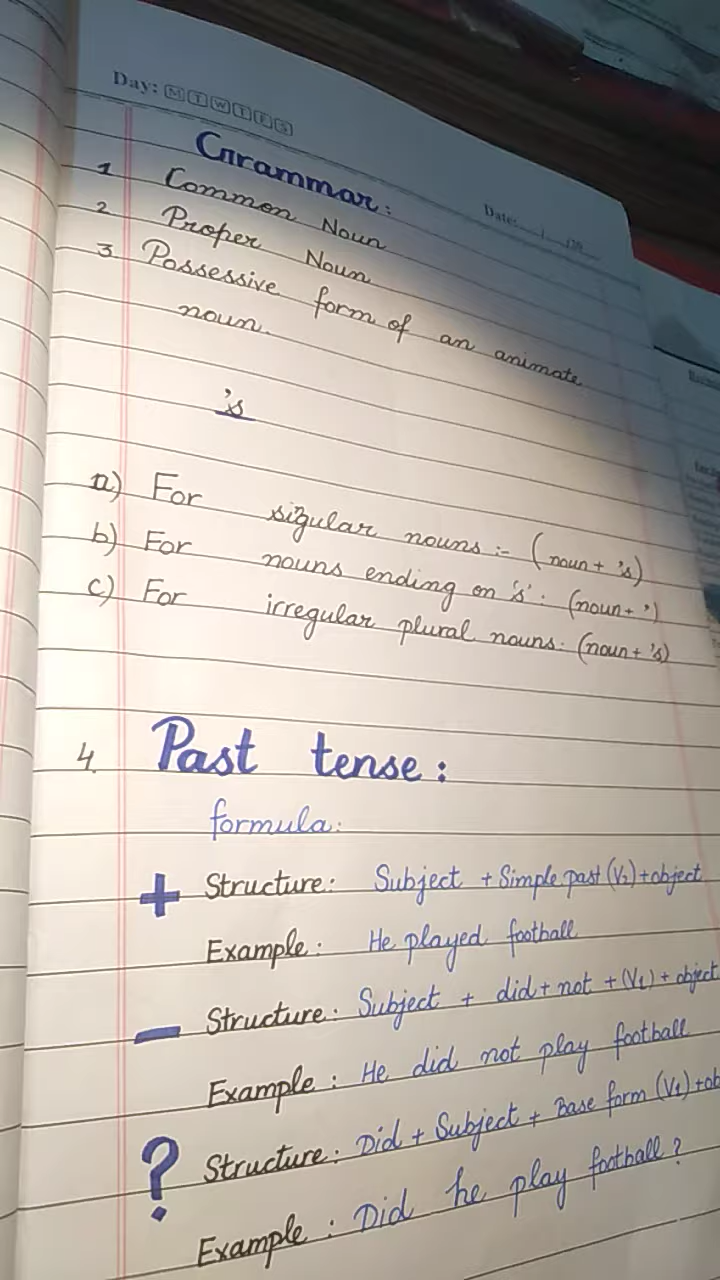 Day: M T W T F S
Date: / /20
Grammar:
1 Common Noun
2 Proper Noun
3 Possessive form of an animate
noun.
's
a) For sigular nouns :- (noun + 's)
b) For nouns ending on 's' : (noun + ')
c) For irregular plural nouns: (noun + 's)
4. Past tense:
formula:
+ Structure: Subject + Simple past (V2) + object
Example: He played football
- Structure: Subject + did + not + (V1) + object
Example: He did not play football
? Structure: Did + Subject + Base form (V1) + ob
Example: Did he play football?